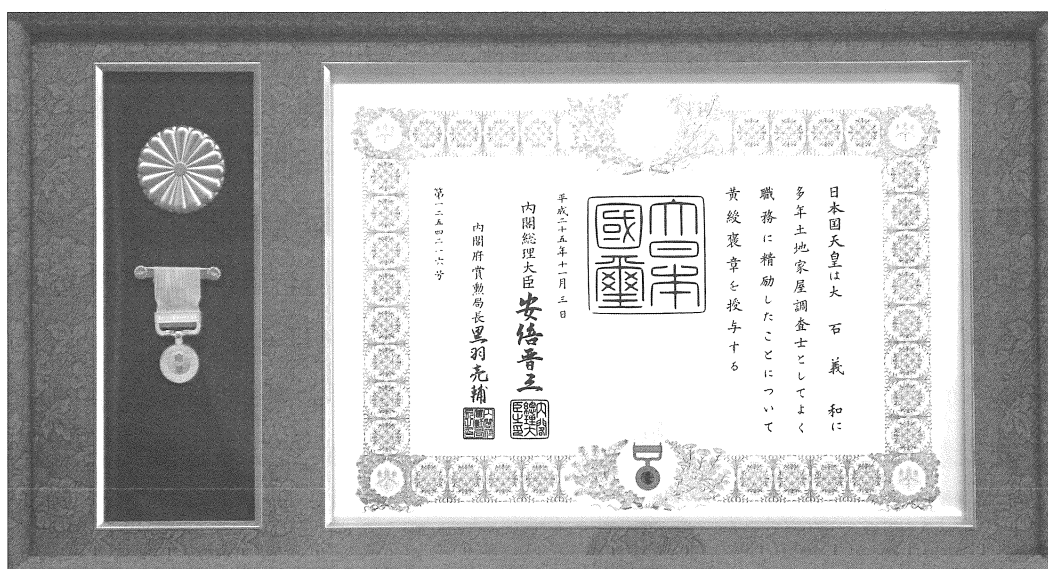 日本国天皇は大石義和に
多年土地家屋調査士としてよく
職務に精励したことについて
黄綬褒章を授与する
大日本國璽
平成二十五年十一月三日
内閣総理大臣 安倍晋三
内閣総理大臣之印
内閣府賞勲局長 黒羽亮輔
第一二五四二一六号